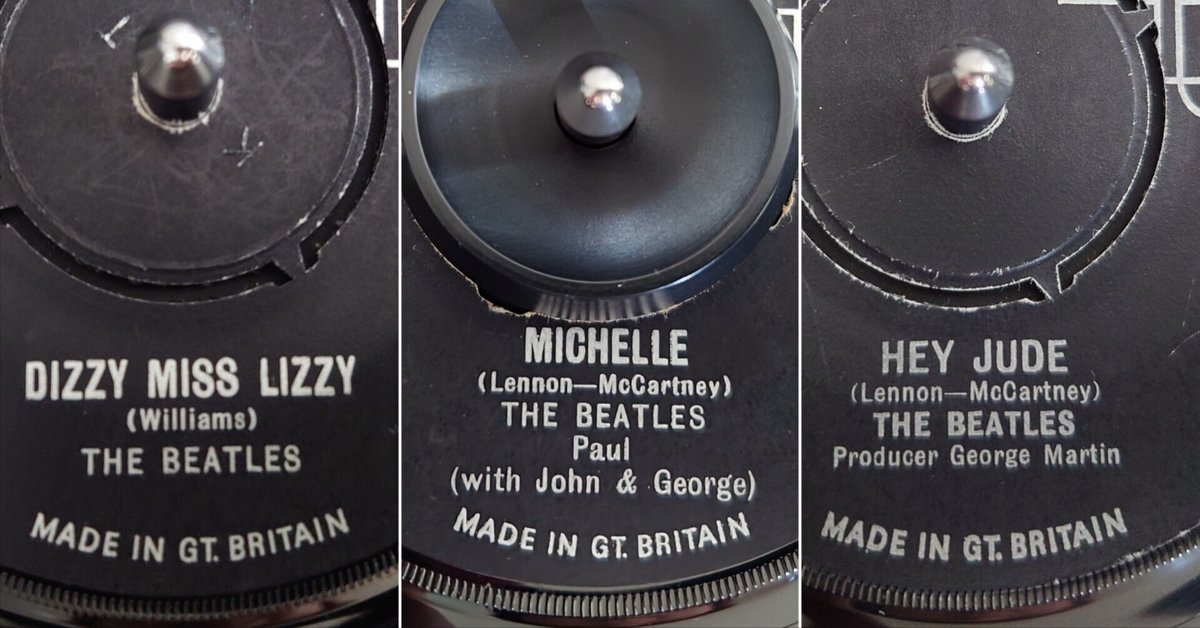 DIZZY MISS LIZZY
(Williams)
THE BEATLES
MADE IN GT. BRITAIN
MICHELLE
(Lennon—McCartney)
THE BEATLES
Paul
(with John & George)
MADE IN GT. BRITAIN
HEY JUDE
(Lennon—McCartney)
THE BEATLES
Producer George Martin
MADE IN GT. BRITAIN